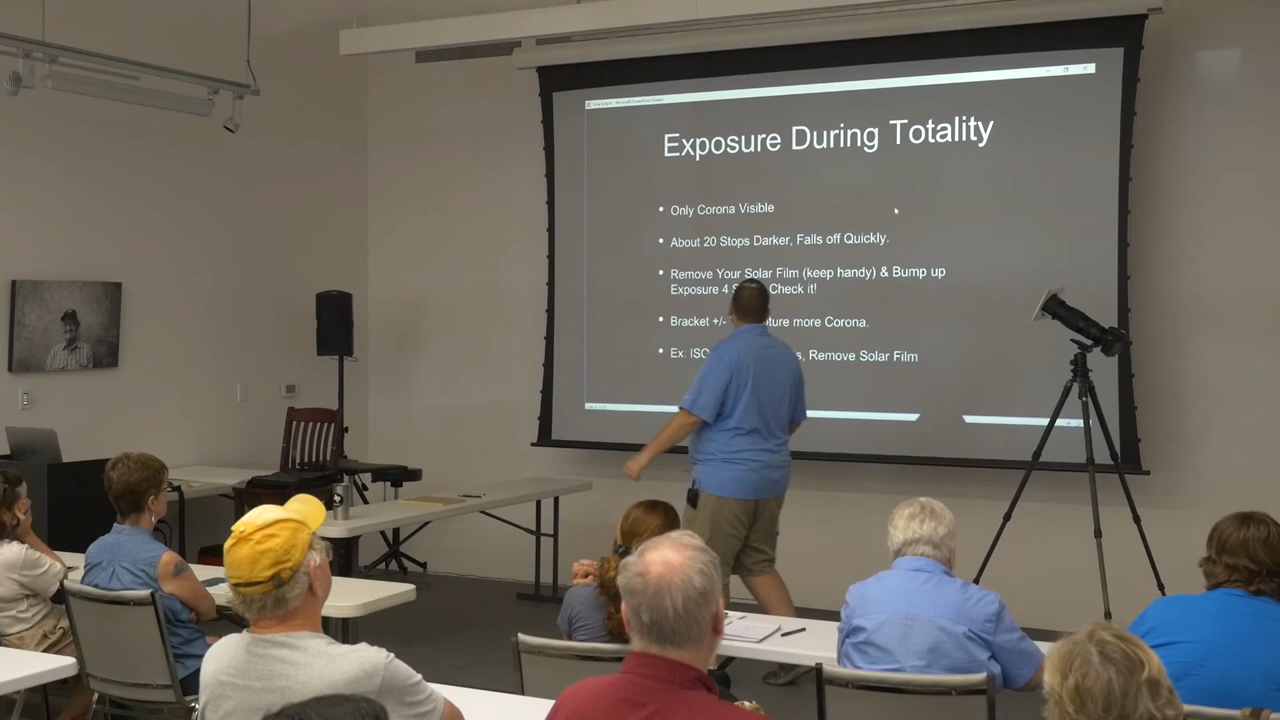 Exposure During Totality
• Only Corona Visible
• About 20 Stops Darker, Falls off Quickly.
• Remove Your Solar Film (keep handy) & Bump up
Exposure 4 Check it!
• Bracket +/- more Corona.
• Ex: ISO Remove Solar Film